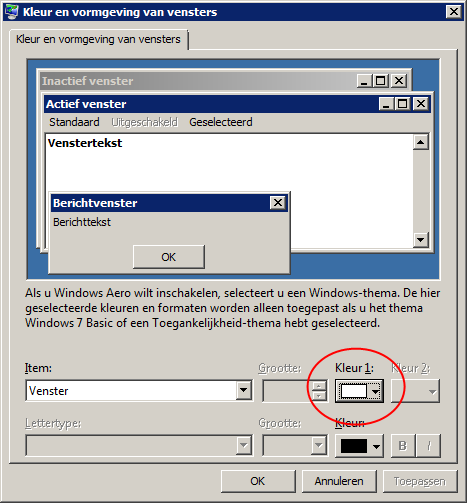 Kleur en vormgeving van vensters
Kleur en vormgeving van vensters
Inactief venster
Actief venster
Standaard Uitgeschakeld Geselecteerd
Venstertekst
Berichtvenster
Berichttekst
OK
Als u Windows Aero wilt inschakelen, selecteert u een Windows-thema. De hier
geselecteerde kleuren en formaten worden alleen toegepast als u het thema
Windows 7 Basic of een Toegankelijkheid-thema hebt geselecteerd.
Item: Grootte: Kleur 1: Kleur 2:
Venster
Lettertype: Grootte: Kleur:
B I
OK Annuleren Toepassen